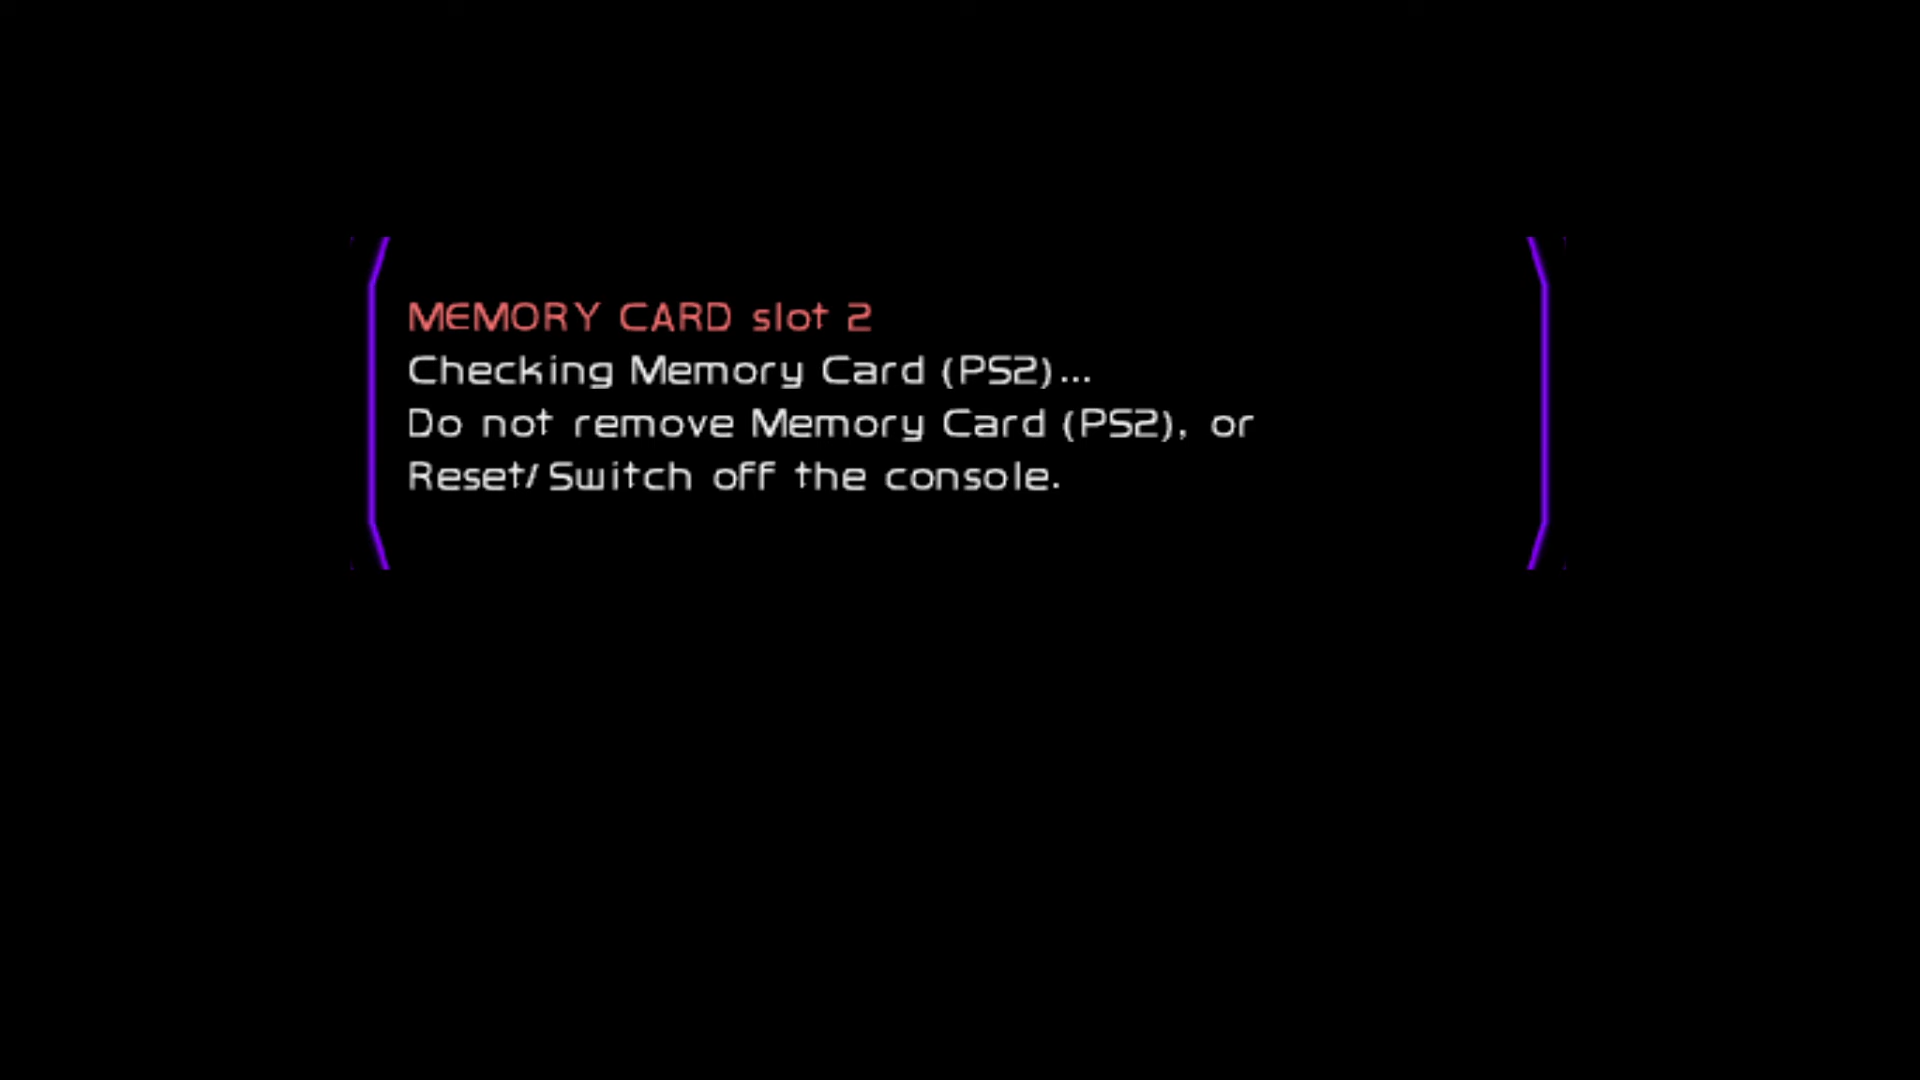 MEMORY CARD slot 2
Checking Memory Card (PS2)...
Do not remove Memory Card (PS2), or
Reset/Switch off the console.